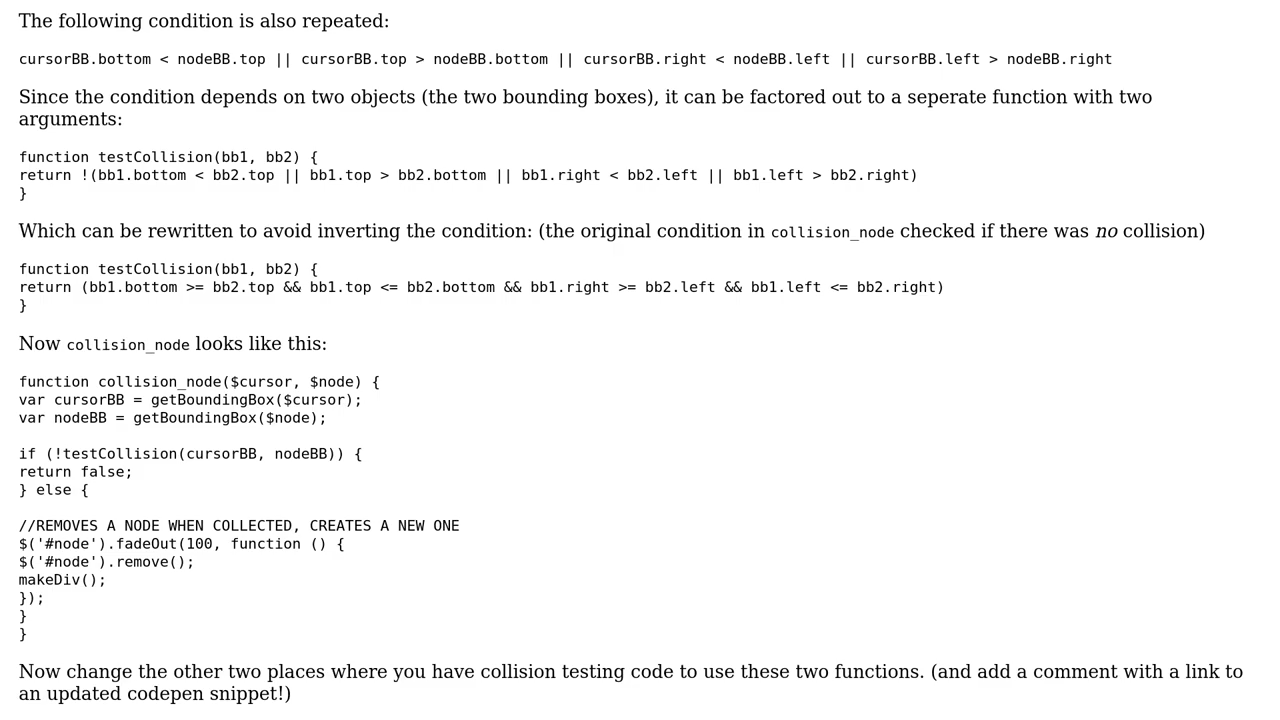 The following condition is also repeated:
cursorBB.bottom < nodeBB.top || cursorBB.top > nodeBB.bottom || cursorBB.right < nodeBB.left || cursorBB.left > nodeBB.right
Since the condition depends on two objects (the two bounding boxes), it can be factored out to a seperate function with two
arguments:
function testCollision(bb1, bb2) {
return !(bb1.bottom < bb2.top || bb1.top > bb2.bottom || bb1.right < bb2.left || bb1.left > bb2.right)
}
Which can be rewritten to avoid inverting the condition: (the original condition in collision_node checked if there was no collision)
function testCollision(bb1, bb2) {
return (bb1.bottom >= bb2.top && bb1.top <= bb2.bottom && bb1.right >= bb2.left && bb1.left <= bb2.right)
}
Now collision_node looks like this:
function collision_node($cursor, $node) {
var cursorBB = getBoundingBox($cursor);
var nodeBB = getBoundingBox($node);
if (!testCollision(cursorBB, nodeBB)) {
return false;
} else {
//REMOVES A NODE WHEN COLLECTED, CREATES A NEW ONE
$('#node').fadeOut(100, function () {
$('#node').remove();
makeDiv();
});
}
}
Now change the other two places where you have collision testing code to use these two functions. (and add a comment with a link to
an updated codepen snippet!)